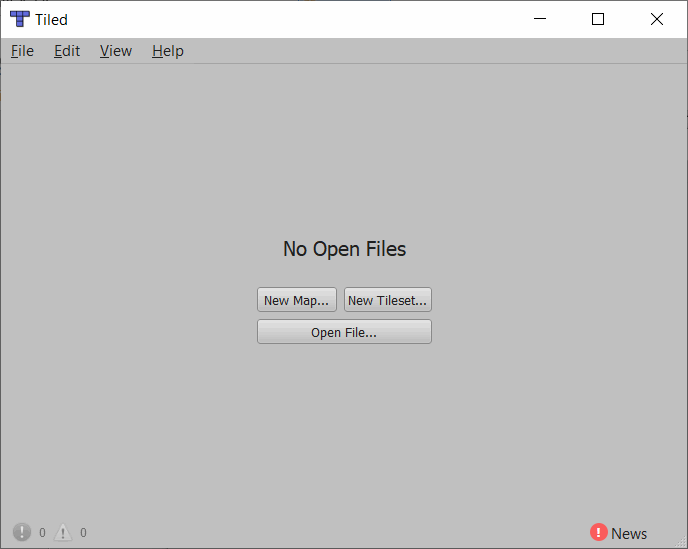 Tiled
File Edit View Help
No Open Files
New Map... New Tileset...
Open File...
0 0 News